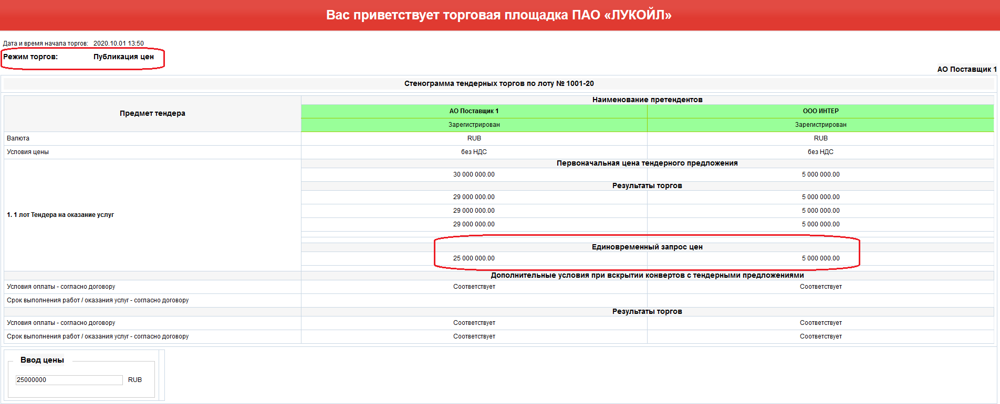 Вас приветствует торговая площадка ПАО «ЛУКОЙЛ»
Дата и время начала торгов: 2020.10.01 13:50
Режим торгов: Публикация цен
АО Поставщик 1
Стенограмма тендерных торгов по лоту № 1001-20
Предмет тендера
Наименование претендентов
АО Поставщик 1 ООО ИНТЕР
Зарегистрирован Зарегистрирован
Валюта RUB RUB
Условия цены без НДС без НДС
1. 1 лот Тендера на оказание услуг
Первоначальная цена тендерного предложения
30 000 000.00 5 000 000.00
Результаты торгов
29 000 000.00 5 000 000.00
29 000 000.00 5 000 000.00
29 000 000.00 5 000 000.00
Единовременный запрос цен
25 000 000.00 5 000 000.00
Дополнительные условия при вскрытии конвертов с тендерными предложениями
Условия оплаты - согласно договору Соответствует Соответствует
Срок выполнения работ / оказания услуг - согласно договору
Результаты торгов
Условия оплаты - согласно договору Соответствует Соответствует
Срок выполнения работ / оказания услуг - согласно договору Соответствует Соответствует
Ввод цены
25000000 RUB